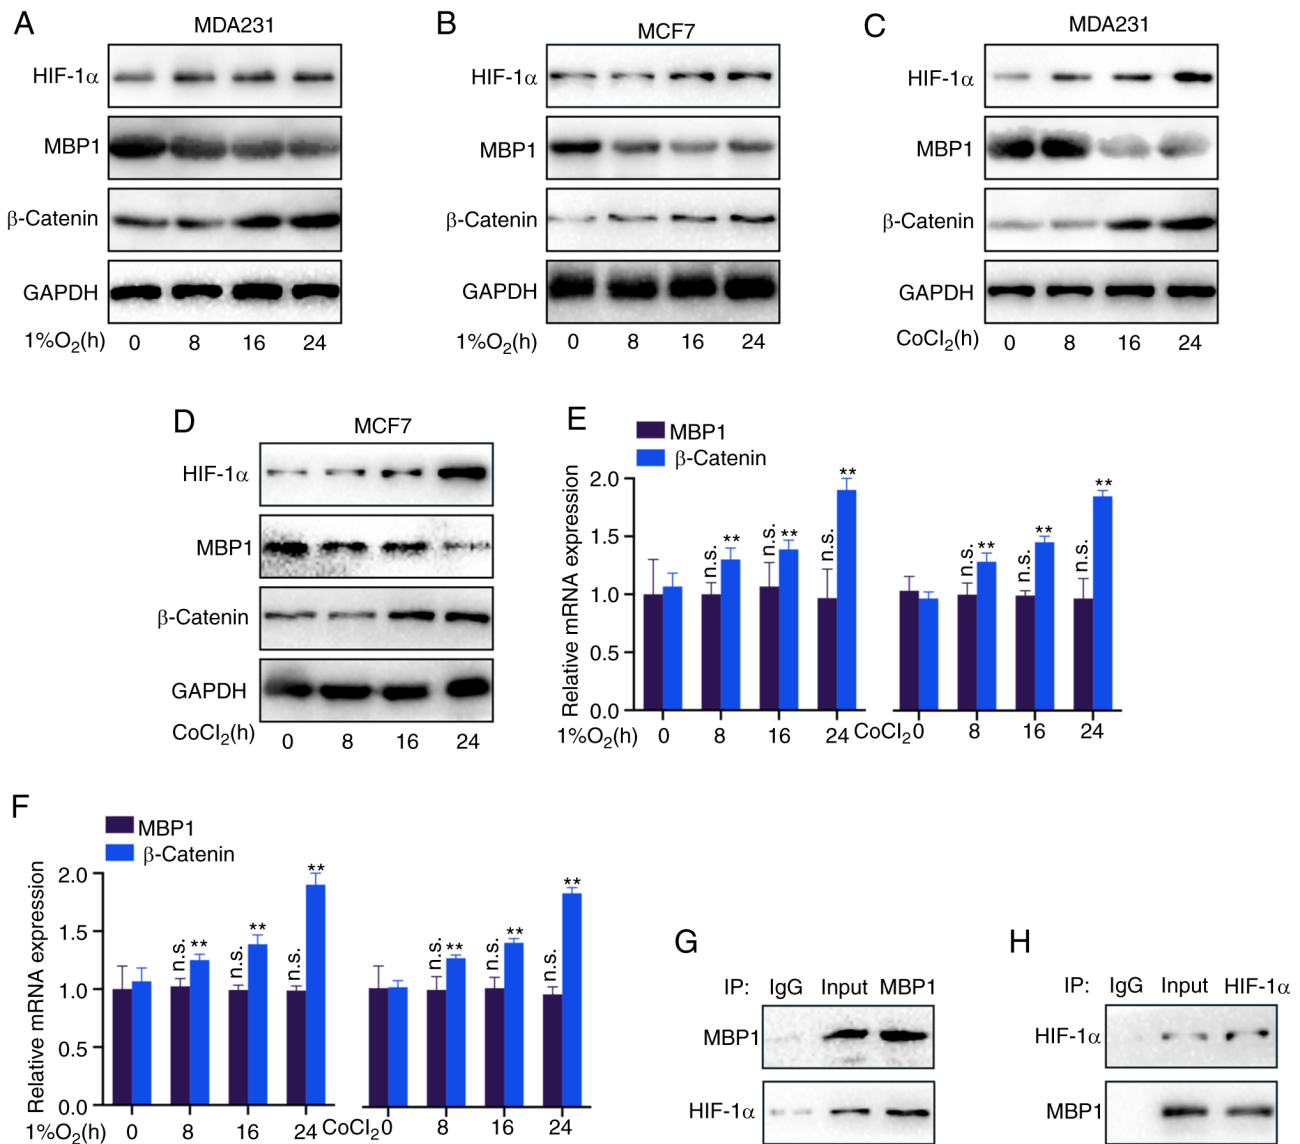 A
MDA231
HIF-1α
MBP1
β-Catenin
GAPDH
1%O₂(h) 0 8 16 24
B
MCF7
HIF-1α
MBP1
β-Catenin
GAPDH
1%O₂(h) 0 8 16 24
C
MDA231
HIF-1α
MBP1
β-Catenin
GAPDH
CoCl₂(h) 0 8 16 24
D
MCF7
HIF-1α
MBP1
β-Catenin
GAPDH
CoCl₂(h) 0 8 16 24
E
MBP1
β-Catenin
Relative mRNA expression
2.0
1.5
1.0
0.5
0.0
n.s. ** n.s. ** n.s. **
n.s. ** n.s. ** n.s. **
1%O₂(h) 0 8 16 24 CoCl₂0 8 16 24
F
MBP1
β-Catenin
Relative mRNA expression
2.0
1.5
1.0
0.5
0.0
n.s. ** n.s. ** n.s. **
n.s. ** n.s. ** n.s. **
1%O₂(h) 0 8 16 24 CoCl₂0 8 16 24
G
IP: IgG Input MBP1
MBP1
HIF-1α
H
IP: IgG Input HIF-1α
HIF-1α
MBP1